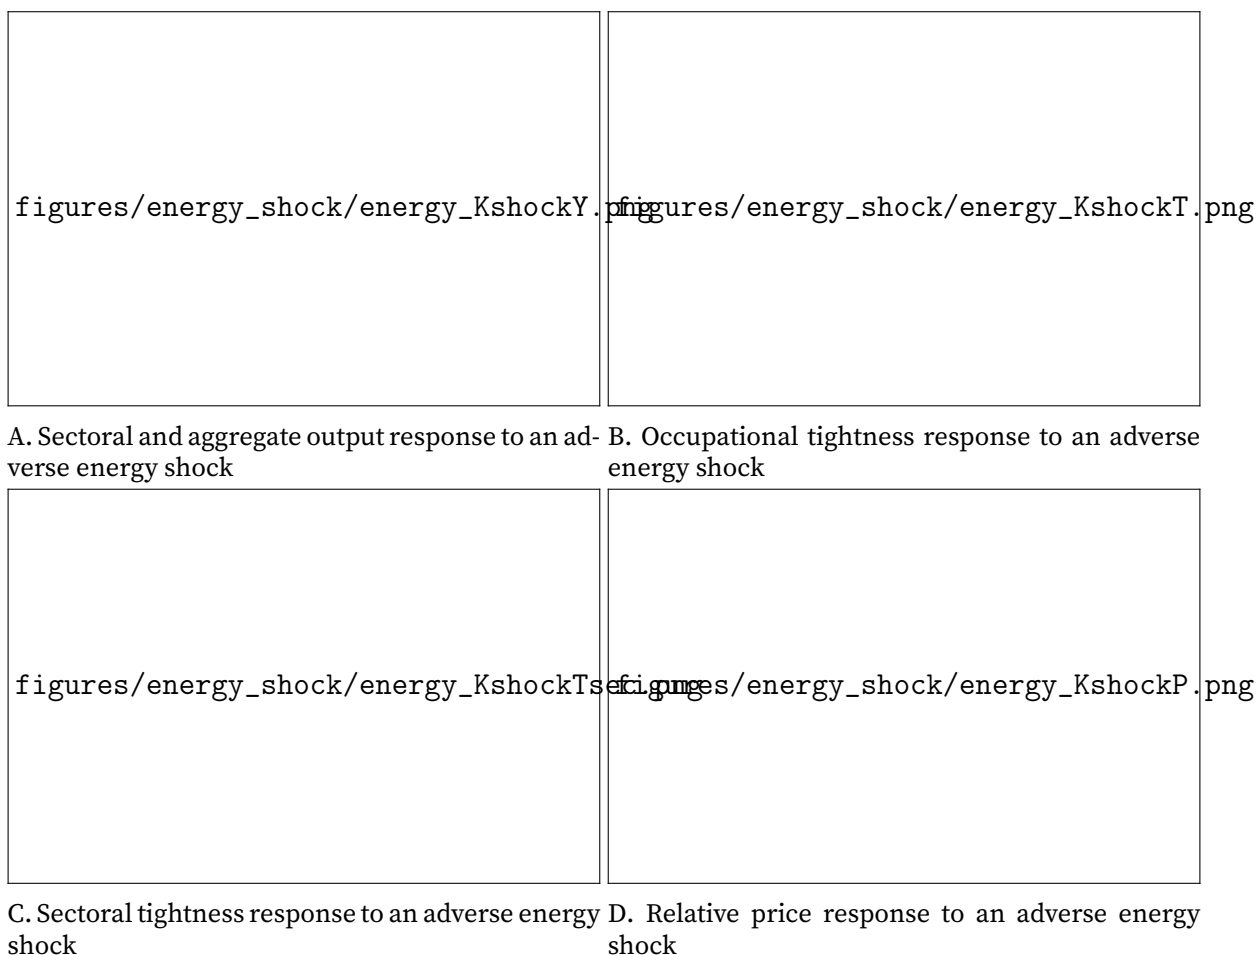 figures/energy_shock/energy_KshockY.png
figures/energy_shock/energy_KshockT.png
A. Sectoral and aggregate output response to an ad-
verse energy shock
B. Occupational tightness response to an adverse
energy shock
figures/energy_shock/energy_KshockTsec.png
figures/energy_shock/energy_KshockP.png
C. Sectoral tightness response to an adverse energy
shock
D. Relative price response to an adverse energy
shock